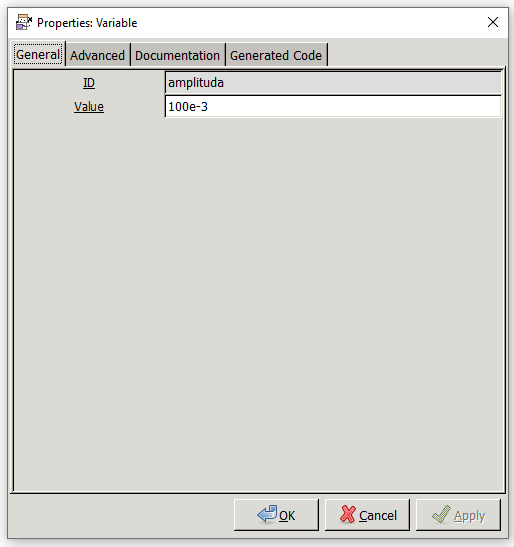 Properties: Variable
General Advanced Documentation Generated Code
ID amplituda
Value 100e-3
OK Cancel Apply